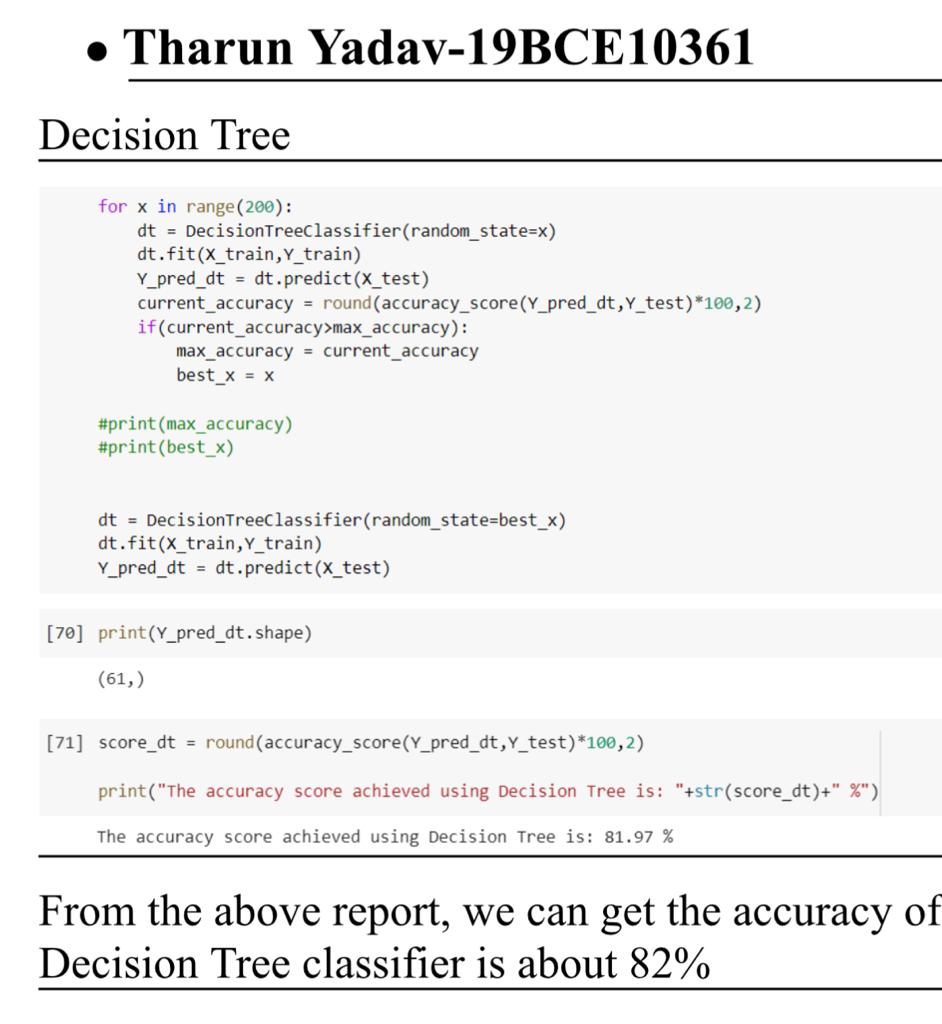 • Tharun Yadav-19BCE10361
Decision Tree
for x in range(200):
    dt = DecisionTreeClassifier(random_state=x)
    dt.fit(X_train,Y_train)
    Y_pred_dt = dt.predict(X_test)
    current_accuracy = round(accuracy_score(Y_pred_dt,Y_test)*100,2)
    if(current_accuracy>max_accuracy):
        max_accuracy = current_accuracy
        best_x = x
#print(max_accuracy)
#print(best_x)
dt = DecisionTreeClassifier(random_state=best_x)
dt.fit(X_train,Y_train)
Y_pred_dt = dt.predict(X_test)
[70] print(Y_pred_dt.shape)
(61,)
[71] score_dt = round(accuracy_score(Y_pred_dt,Y_test)*100,2)
print("The accuracy score achieved using Decision Tree is: "+str(score_dt)+" %")
The accuracy score achieved using Decision Tree is: 81.97 %
From the above report, we can get the accuracy of
Decision Tree classifier is about 82%